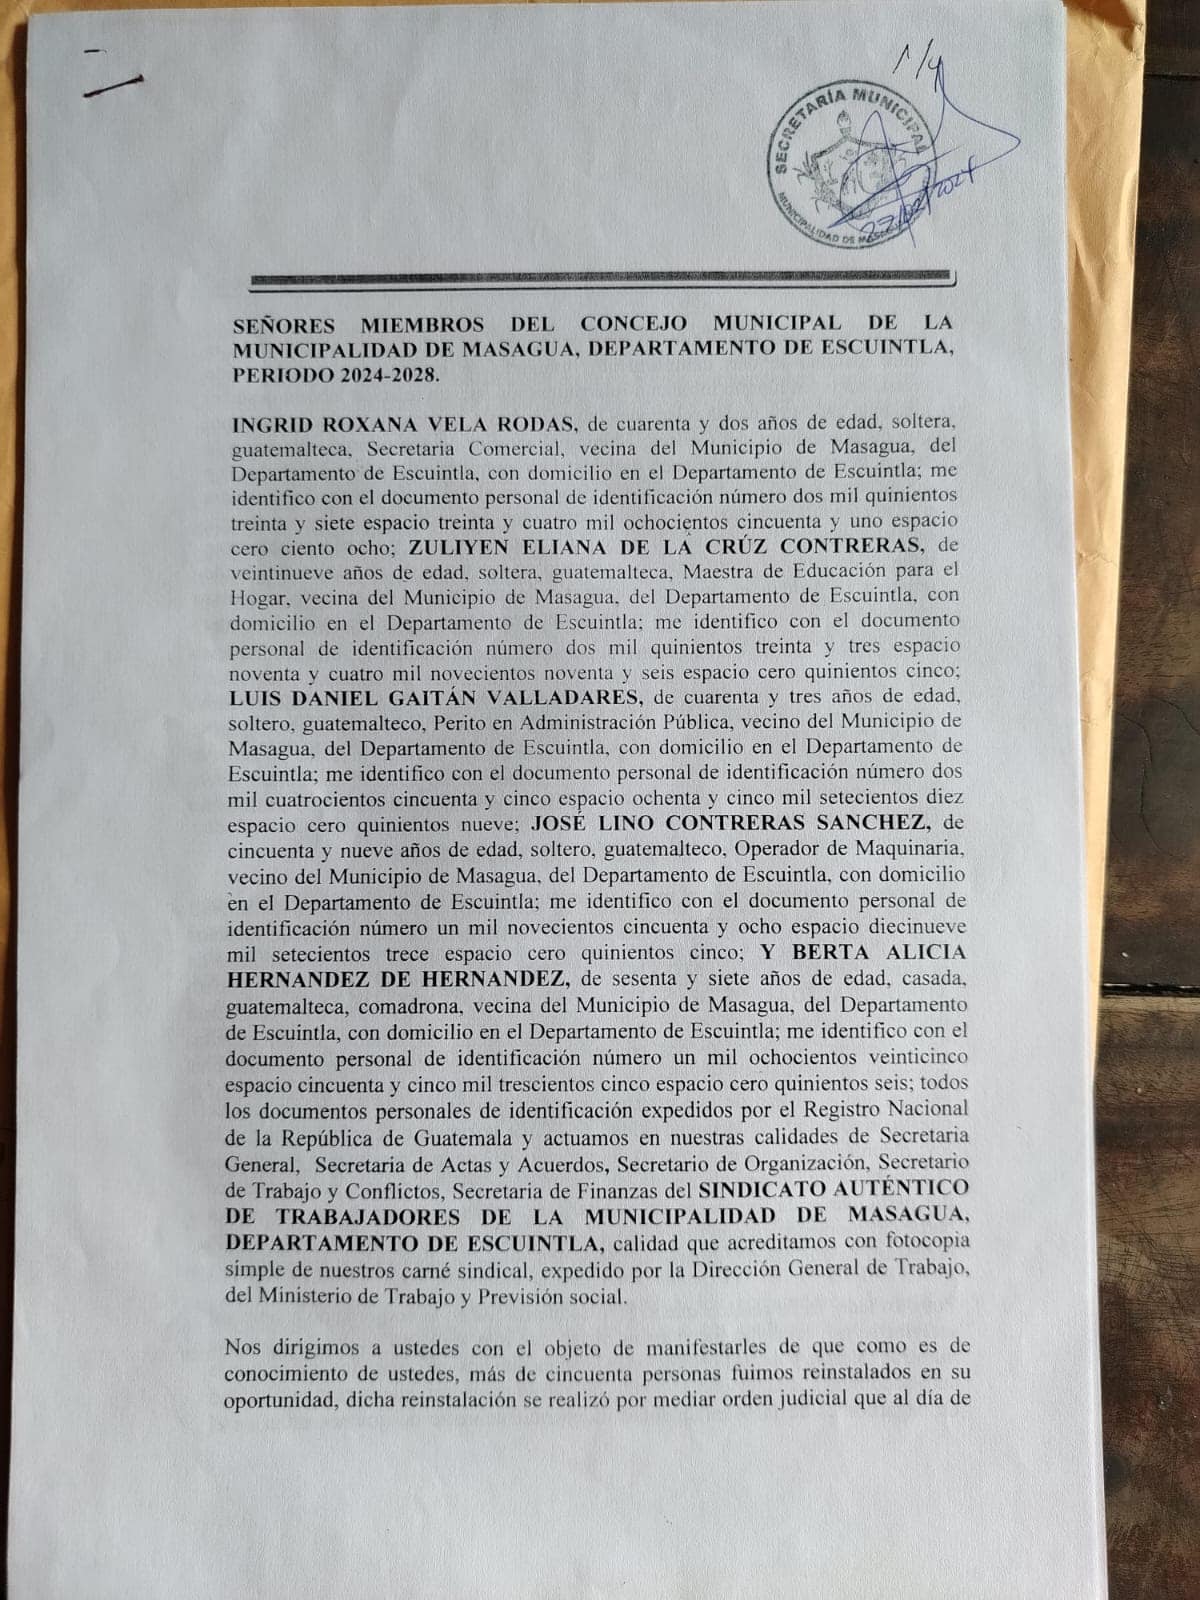 1/4
SECRETARÍA MUNICIPAL
MUNICIPALIDAD DE
SEÑORES MIEMBROS DEL CONCEJO MUNICIPAL DE LA
MUNICIPALIDAD DE MASAGUA, DEPARTAMENTO DE ESCUINTLA,
PERIODO 2024-2028.
INGRID ROXANA VELA RODAS, de cuarenta y dos años de edad, soltera,
guatemalteca, Secretaria Comercial, vecina del Municipio de Masagua, del
Departamento de Escuintla, con domicilio en el Departamento de Escuintla; me
identifico con el documento personal de identificación número dos mil quinientos
treinta y siete espacio treinta y cuatro mil ochocientos cincuenta y uno espacio
cero ciento ocho; ZULIYEN ELIANA DE LA CRÚZ CONTRERAS, de
veintinueve años de edad, soltera, guatemalteca, Maestra de Educación para el
Hogar, vecina del Municipio de Masagua, del Departamento de Escuintla, con
domicilio en el Departamento de Escuintla; me identifico con el documento
personal de identificación número dos mil quinientos treinta y tres espacio
noventa y cuatro mil novecientos noventa y seis espacio cero quinientos cinco;
LUIS DANIEL GAITÁN VALLADARES, de cuarenta y tres años de edad,
soltero, guatemalteco, Perito en Administración Pública, vecino del Municipio de
Masagua, del Departamento de Escuintla, con domicilio en el Departamento de
Escuintla; me identifico con el documento personal de identificación número dos
mil cuatrocientos cincuenta y cinco espacio ochenta y cinco mil setecientos diez
espacio cero quinientos nueve; JOSÉ LINO CONTRERAS SANCHEZ, de
cincuenta y nueve años de edad, soltero, guatemalteco, Operador de Maquinaria,
vecino del Municipio de Masagua, del Departamento de Escuintla, con domicilio
en el Departamento de Escuintla; me identifico con el documento personal de
identificación número un mil novecientos cincuenta y ocho espacio diecinueve
mil setecientos trece espacio cero quinientos cinco; Y BERTA ALICIA
HERNANDEZ DE HERNANDEZ, de sesenta y siete años de edad, casada,
guatemalteca, comadrona, vecina del Municipio de Masagua, del Departamento
de Escuintla, con domicilio en el Departamento de Escuintla; me identifico con el
documento personal de identificación número un mil ochocientos veinticinco
espacio cincuenta y cinco mil trescientos cinco espacio cero quinientos seis; todos
los documentos personales de identificación expedidos por el Registro Nacional
de la República de Guatemala y actuamos en nuestras calidades de Secretaria
General, Secretaria de Actas y Acuerdos, Secretario de Organización, Secretario
de Trabajo y Conflictos, Secretaria de Finanzas del SINDICATO AUTÉNTICO
DE TRABAJADORES DE LA MUNICIPALIDAD DE MASAGUA,
DEPARTAMENTO DE ESCUINTLA, calidad que acreditamos con fotocopia
simple de nuestros carné sindical, expedido por la Dirección General de Trabajo,
del Ministerio de Trabajo y Previsión social.
Nos dirigimos a ustedes con el objeto de manifestarles de que como es de
conocimiento de ustedes, más de cincuenta personas fuimos reinstalados en su
oportunidad, dicha reinstalación se realizó por mediar orden judicial que al día de